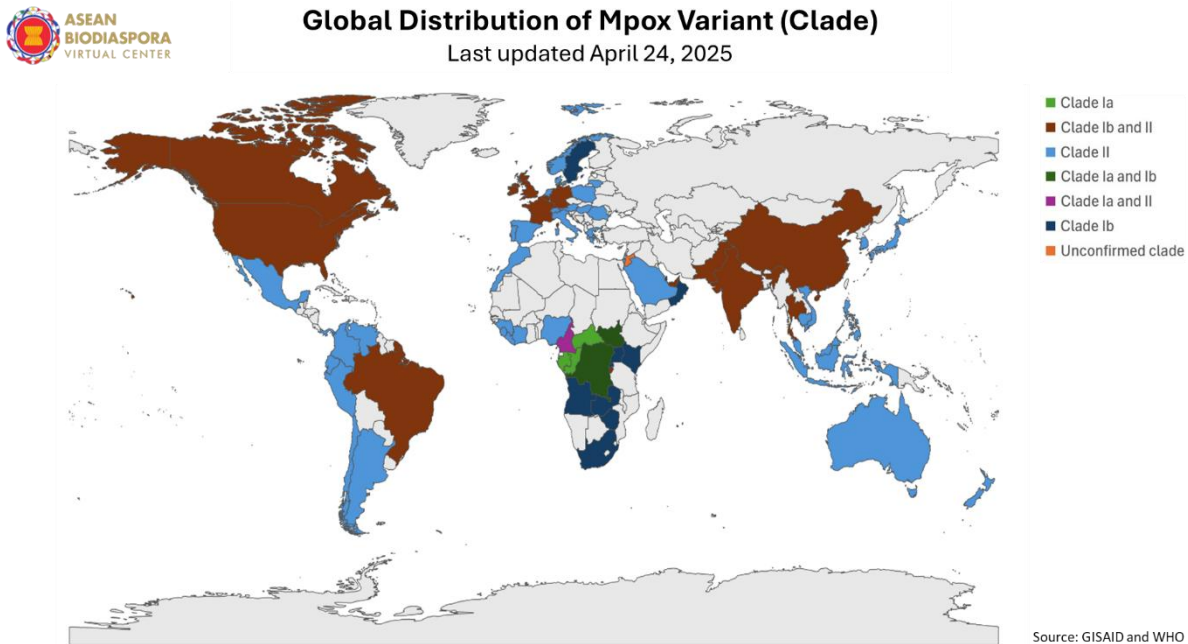 ASEAN
BIODIASPORA
VIRTUAL CENTER
Global Distribution of Mpox Variant (Clade)
Last updated April 24, 2025
Clade Ia
Clade Ib and II
Clade II
Clade Ia and Ib
Clade Ia and II
Clade Ib
Unconfirmed clade
Source: GISAID and WHO